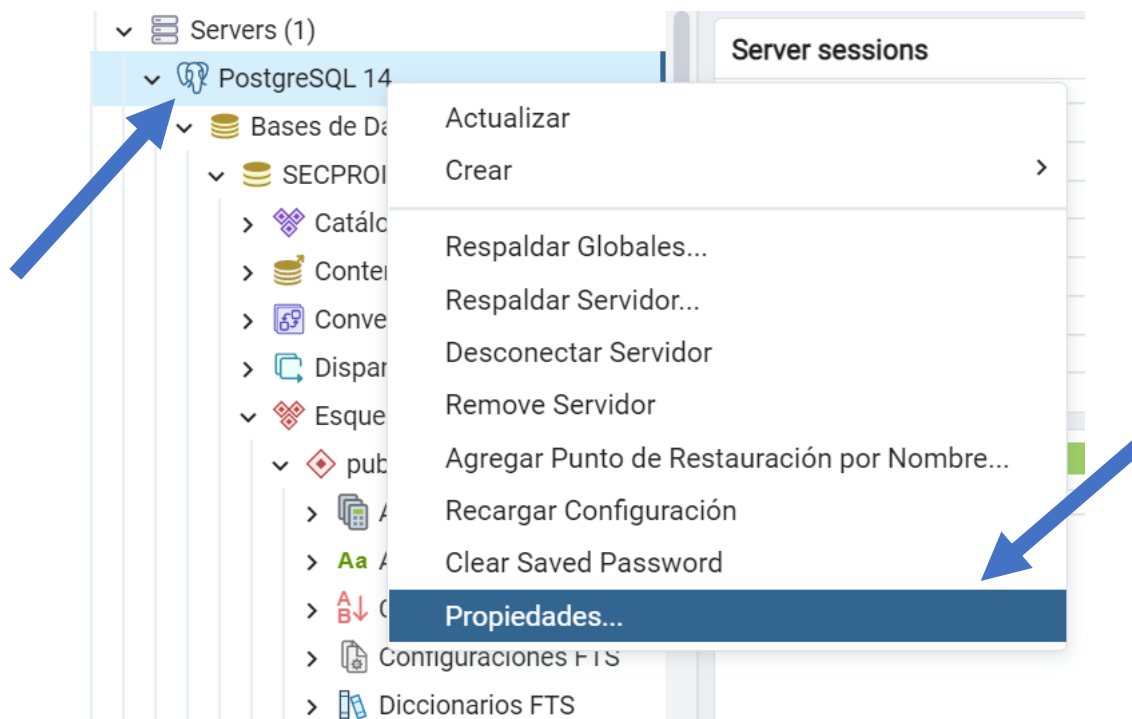 Servers (1)
Server sessions
PostgreSQL 14
Bases de Da
SECPROI
Catálo
Conte
Conve
Dispar
Esque
pub
Aa
Configuraciones FTS
Diccionarios FTS
Actualizar
Crear
Respaldar Globales...
Respaldar Servidor...
Desconectar Servidor
Remove Servidor
Agregar Punto de Restauración por Nombre...
Recargar Configuración
Clear Saved Password
Propiedades...